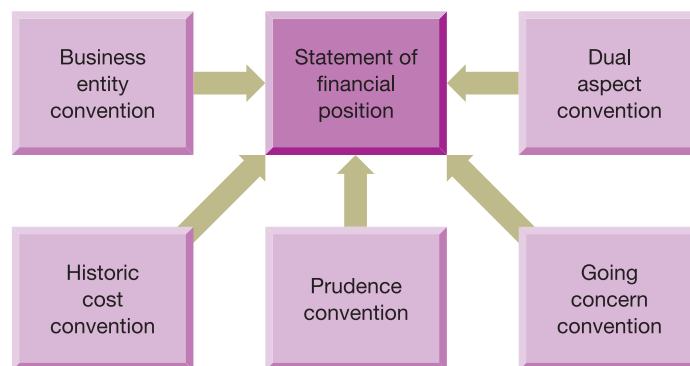 Business
entity
convention
Statement of
financial
position
Dual
aspect
convention
Historic
cost
convention
Prudence
convention
Going
concern
convention